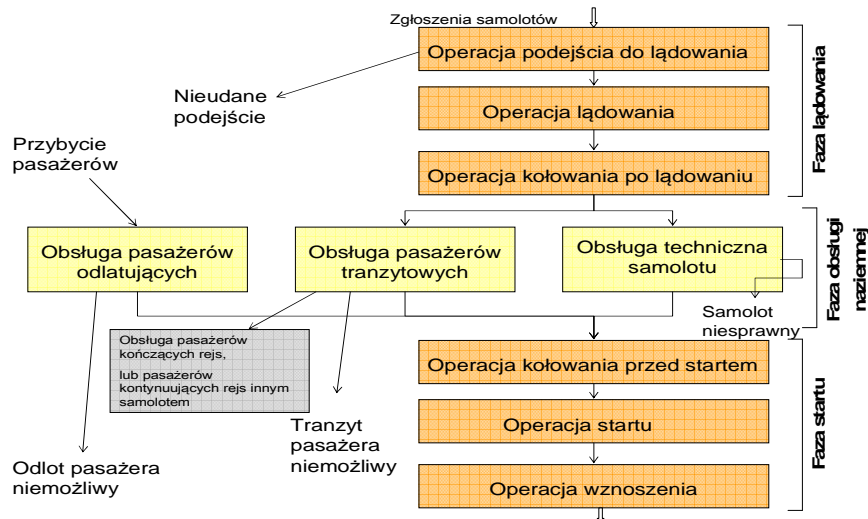 Zgłoszenia samolotów
Operacja podejścia do lądowania
Nieudane
podejście
Operacja lądowania
Przybycie
pasażerów
Operacja kołowania po lądowaniu
Faza lądowania
Obsługa pasażerów
odlatujących
Obsługa pasażerów
tranzytowych
Obsługa techniczna
samolotu
Faza obsługi
naziemnej
Samolot
niesprawny
Obsługa pasażerów
kończących rejs,
lub pasażerów
kontynuujących rejs innym
samolotem
Operacja kołowania przed startem
Tranzyt
pasażera
niemożliwy
Operacja startu
Odlot pasażera
niemożliwy
Operacja wznoszenia
Faza startu